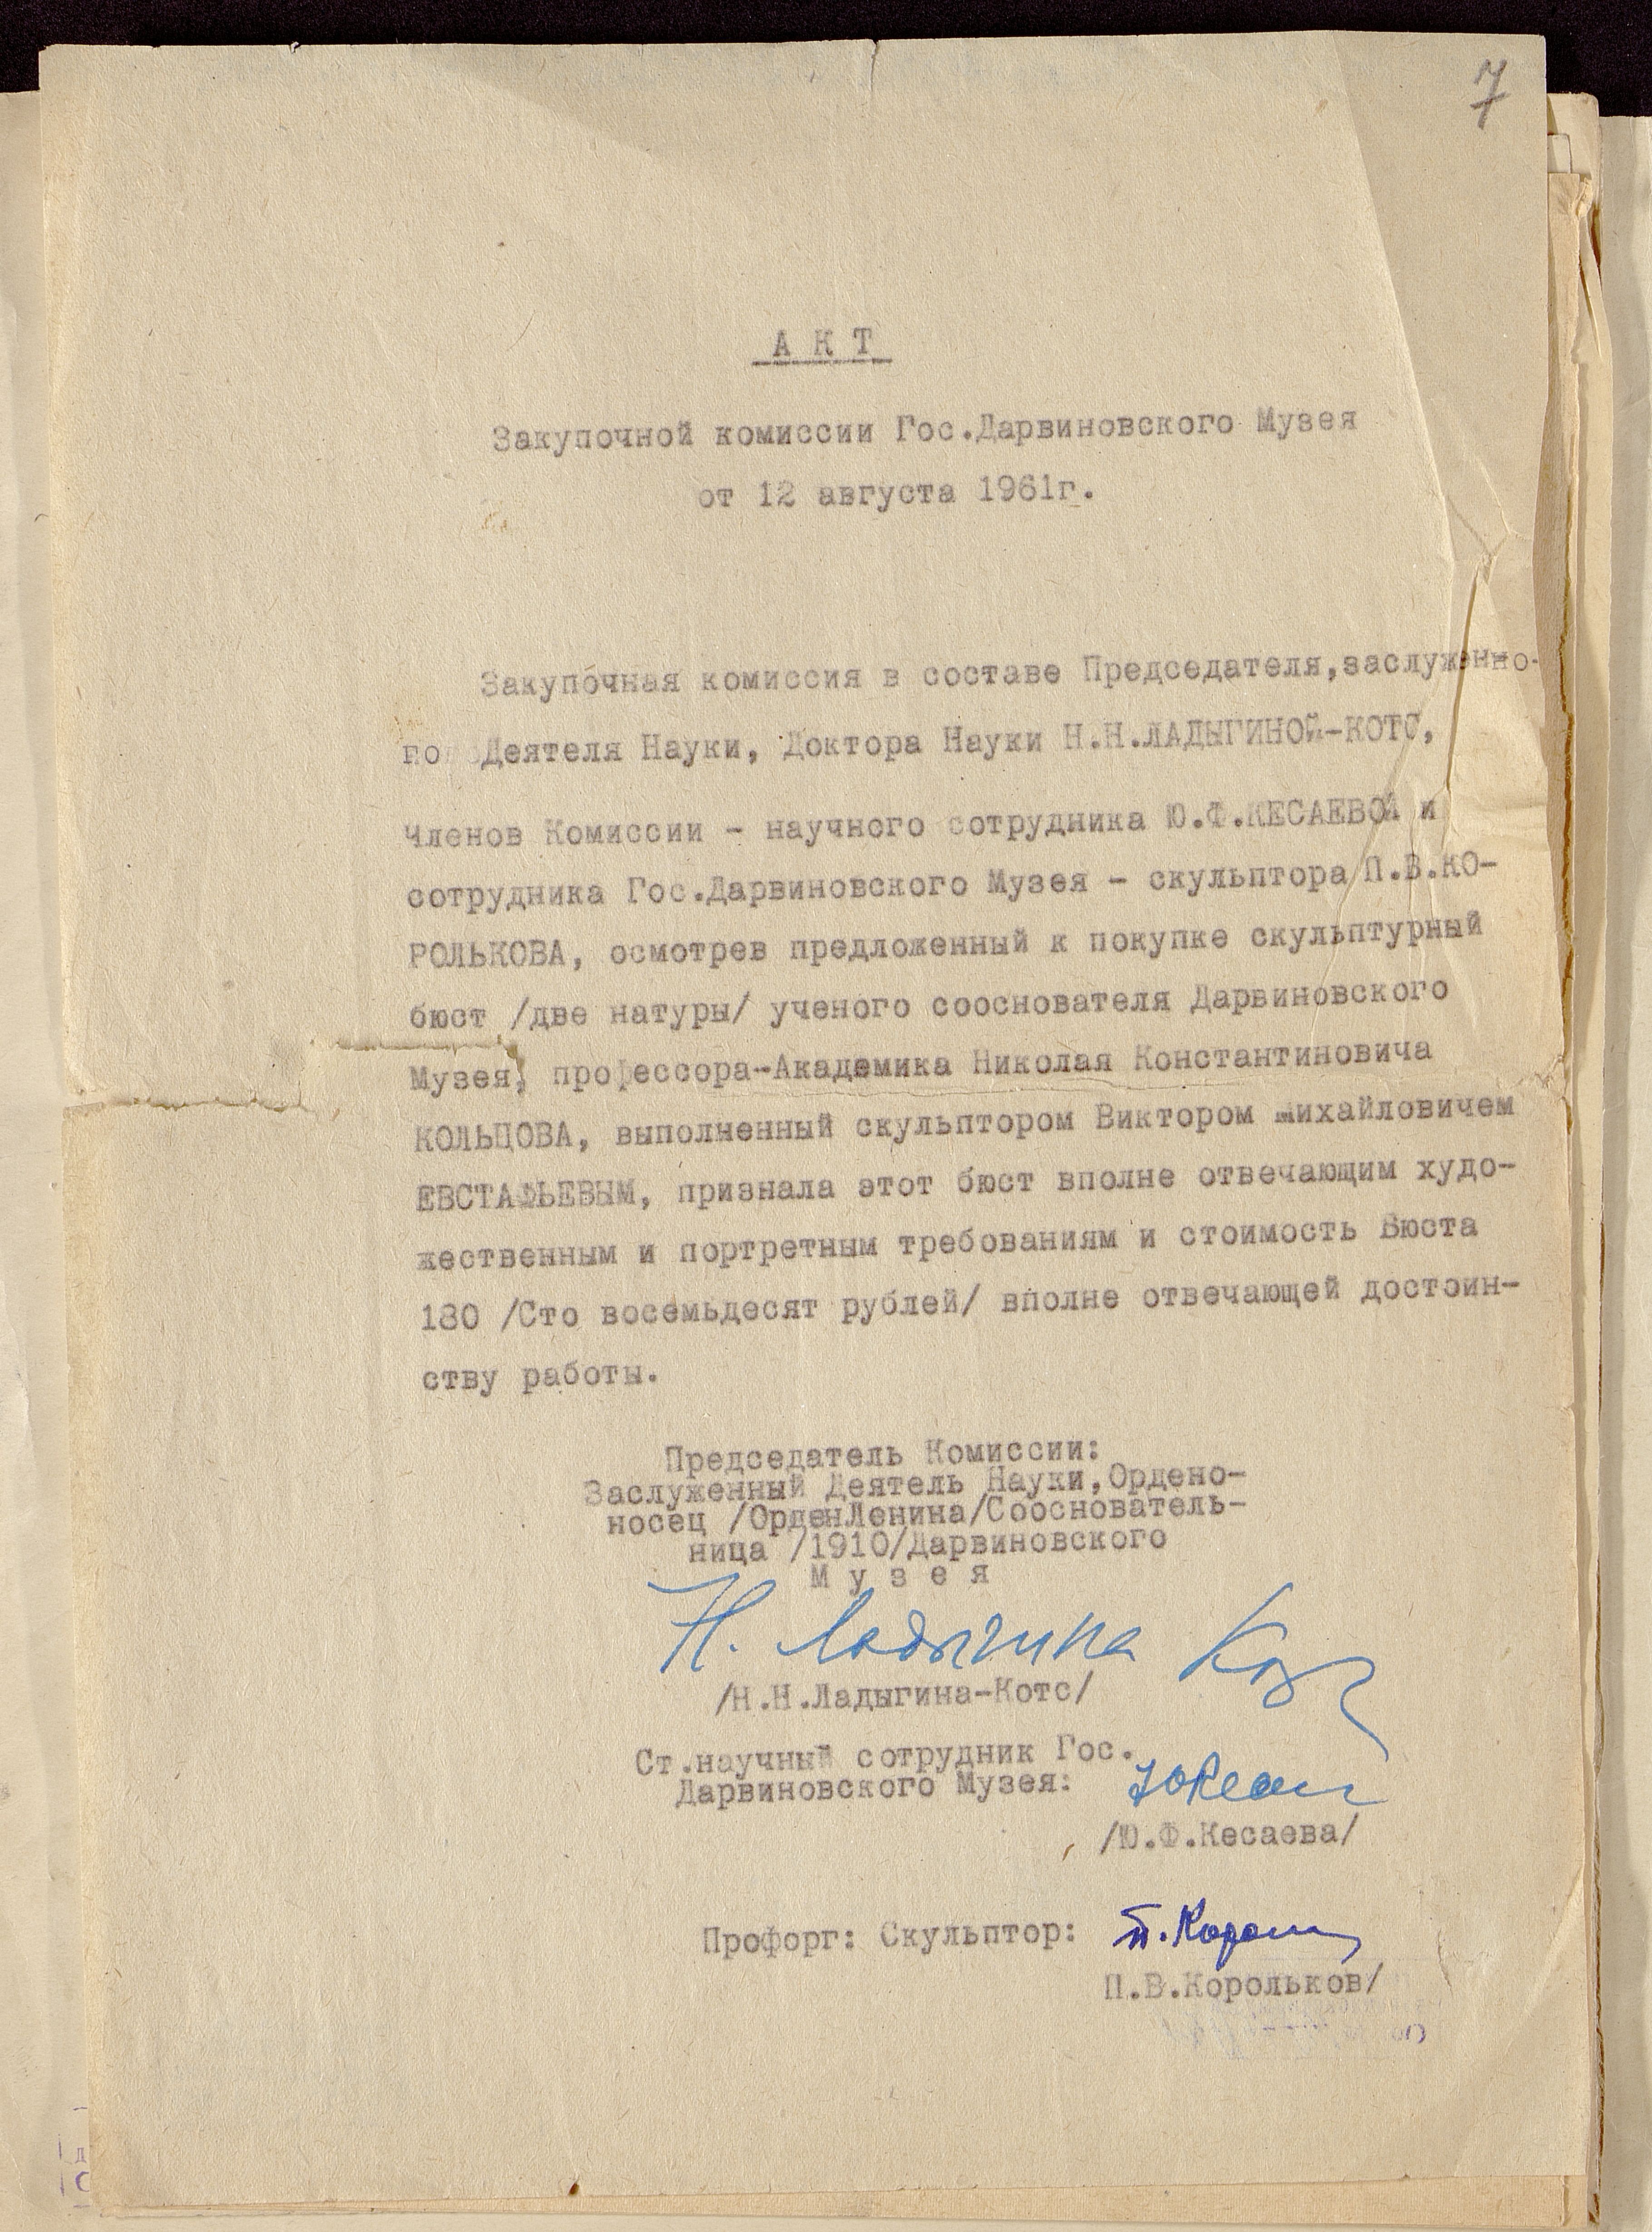 7
А К Т
Закупочной комиссии Гос.Дарвиновского Музея
от 12 августа 1961г.
Закупочная комиссия в составе Председателя,заслуженно-
го Деятеля Науки, Доктора Науки Н.Н.ЛАДЫГИНОЙ-КОТС,
Членов Комиссии - научного сотрудника Ю.Ф.КЕСАЕВОЙ и
сотрудника Гос.Дарвиновского Музея - скульптора П.В.КО-
РОЛЬКОВА, осмотрев предложенный к покупке скульптурный
бюст /две натуры/ ученого сооснователя Дарвиновского
Музея, профессора-Академика Николая Константиновича
КОЛЬЦОВА, выполненный скульптором Виктором Михайловичем
ЕВСТАФЬЕВЫМ, признала этот бюст вполне отвечающим худо-
жественным и портретным требованиям и стоимость Бюста
180 /Сто восемьдесят рублей/ вполне отвечающей достоин-
ству работы.
Председатель Комиссии:
Заслуженный Деятель Науки,Ордено-
носец /ОрденЛенина/Сооснователь-
ница /1910/Дарвиновского
М у з е я
Н. Ладыгина Котс
/Н.Н.Ладыгина-Котс/
Ст.научный сотрудник Гос.
Дарвиновского Музея:
/Ю.Ф.Кесаева/
Профорг: Скульптор:
П.В.Корольков/